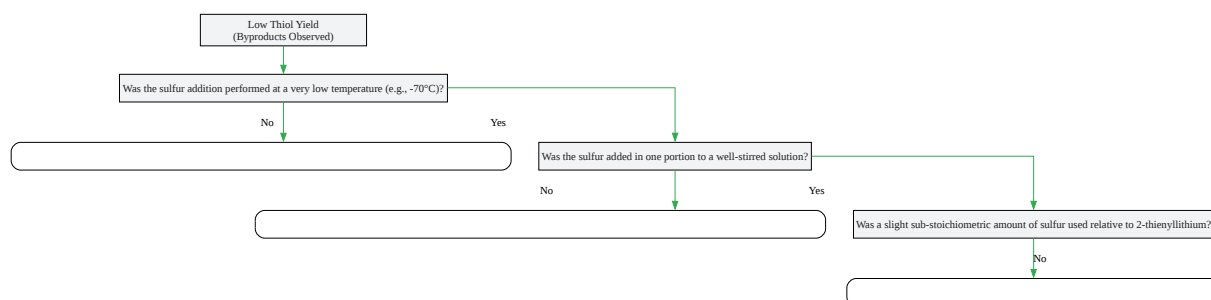 Low Thiol Yield
(Byproducts Observed)
Was the sulfur addition performed at a very low temperature (e.g., -70°C)?
No
Yes
Was the sulfur added in one portion to a well-stirred solution?
No
Yes
Was a slight sub-stoichiometric amount of sulfur used relative to 2-thienyllithium?
No